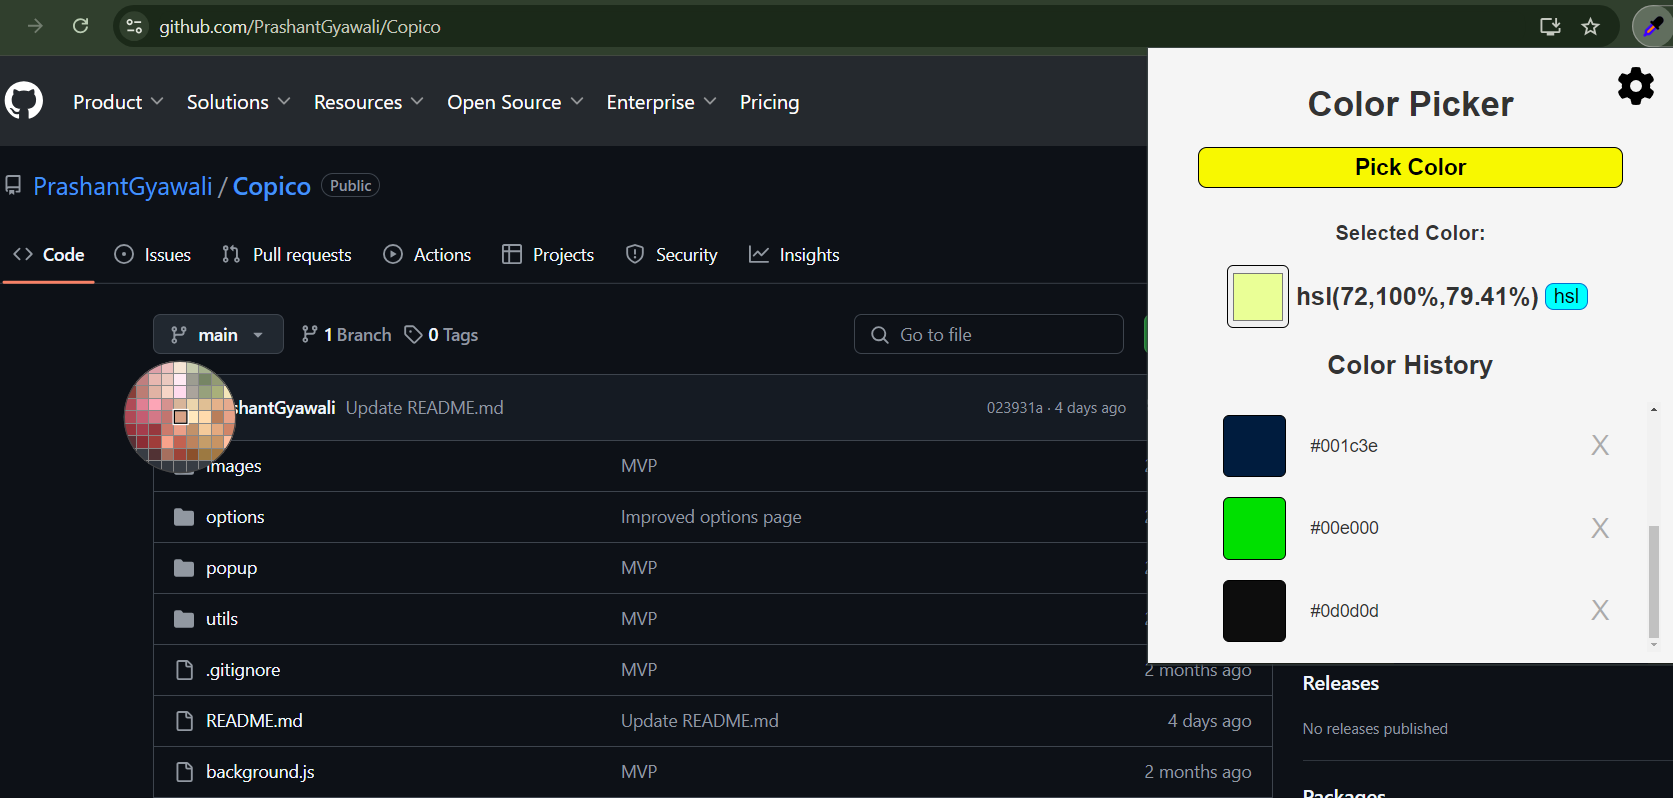 github.com/PrashantGyawali/Copico
Product Solutions Resources Open Source Enterprise Pricing
PrashantGyawali / Copico Public
Code Issues Pull requests Actions Projects Security Insights
main 1 Branch 0 Tags Go to file
shantGyawali Update README.md 023931a · 4 days ago
images MVP
options Improved options page
popup MVP
utils MVP
.gitignore MVP 2 months ago
README.md Update README.md 4 days ago
background.js MVP 2 months ago
Color Picker
Pick Color
Selected Color:
hsl(72,100%,79.41%) hsl
Color History
#001c3e X
#00e000 X
#0d0d0d X
Releases
No releases published
Packages